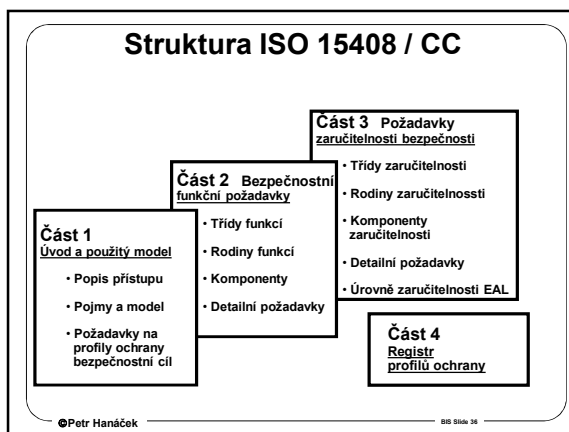 Struktura ISO 15408 / CC
Část 1
Úvod a použitý model
• Popis přístupu
• Pojmy a model
• Požadavky na
profily ochrany
bezpečnostní cíl
Část 2 Bezpečnostní
funkční požadavky
• Třídy funkcí
• Rodiny funkcí
• Komponenty
• Detailní požadavky
Část 3 Požadavky
zaručitelnosti bezpečnosti
• Třídy zaručitelnosti
• Rodiny zaručitelnossti
• Komponenty
zaručitelnosti
• Detailní požadavky
• Úrovně zaručitelnosti EAL
Část 4
Registr
profilů ochrany
©Petr Hanáček
BIS Slide 36